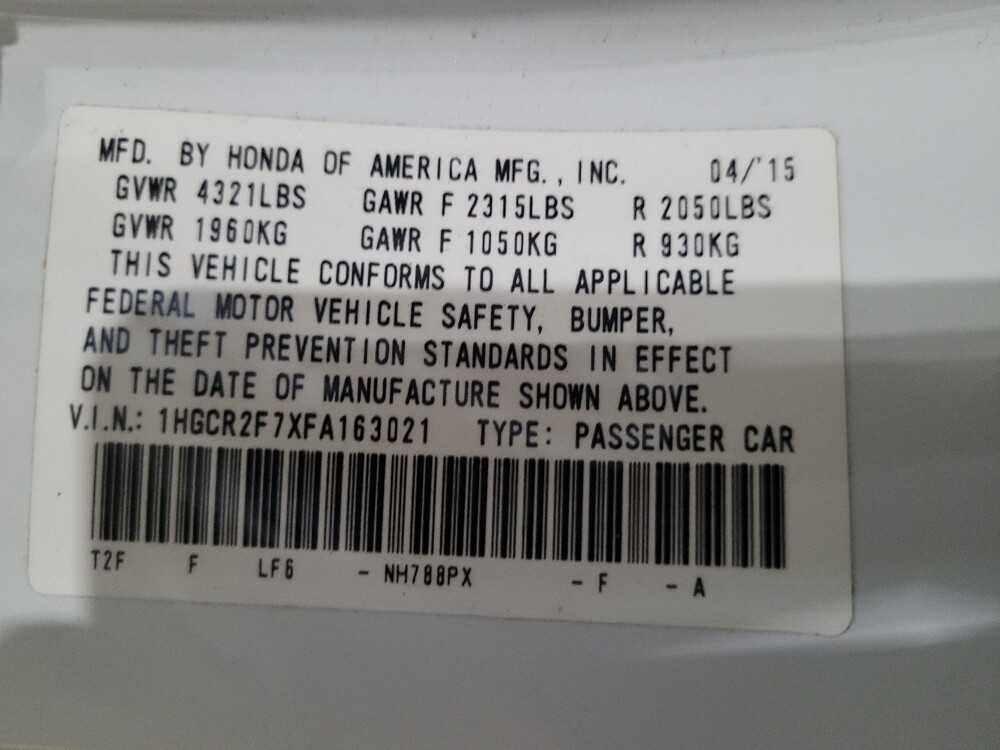 MFD. BY HONDA OF AMERICA MFG., INC. 04/'15
GVWR 4321LBS GAWR F 2315LBS R 2050LBS
GVWR 1960KG GAWR F 1050KG R 930KG
THIS VEHICLE CONFORMS TO ALL APPLICABLE
FEDERAL MOTOR VEHICLE SAFETY, BUMPER,
AND THEFT PREVENTION STANDARDS IN EFFECT
ON THE DATE OF MANUFACTURE SHOWN ABOVE.
V.I.N.: 1HGCR2F7XFA163021 TYPE: PASSENGER CAR
T2F F LF6 - NH788PX - F - A